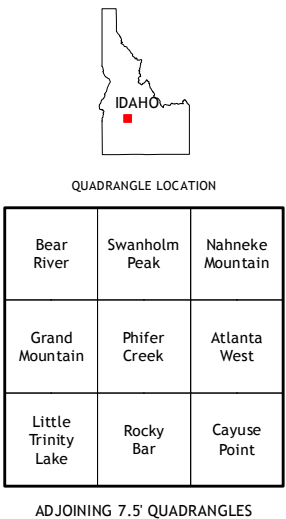 IDAHO
QUADRANGLE LOCATION
Bear
River
Swanholm
Peak
Nahneke
Mountain
Grand
Mountain
Phifer
Creek
Atlanta
West
Little
Trinity
Lake
Rocky
Bar
Cayuse
Point
ADJOINING 7.5' QUADRANGLES